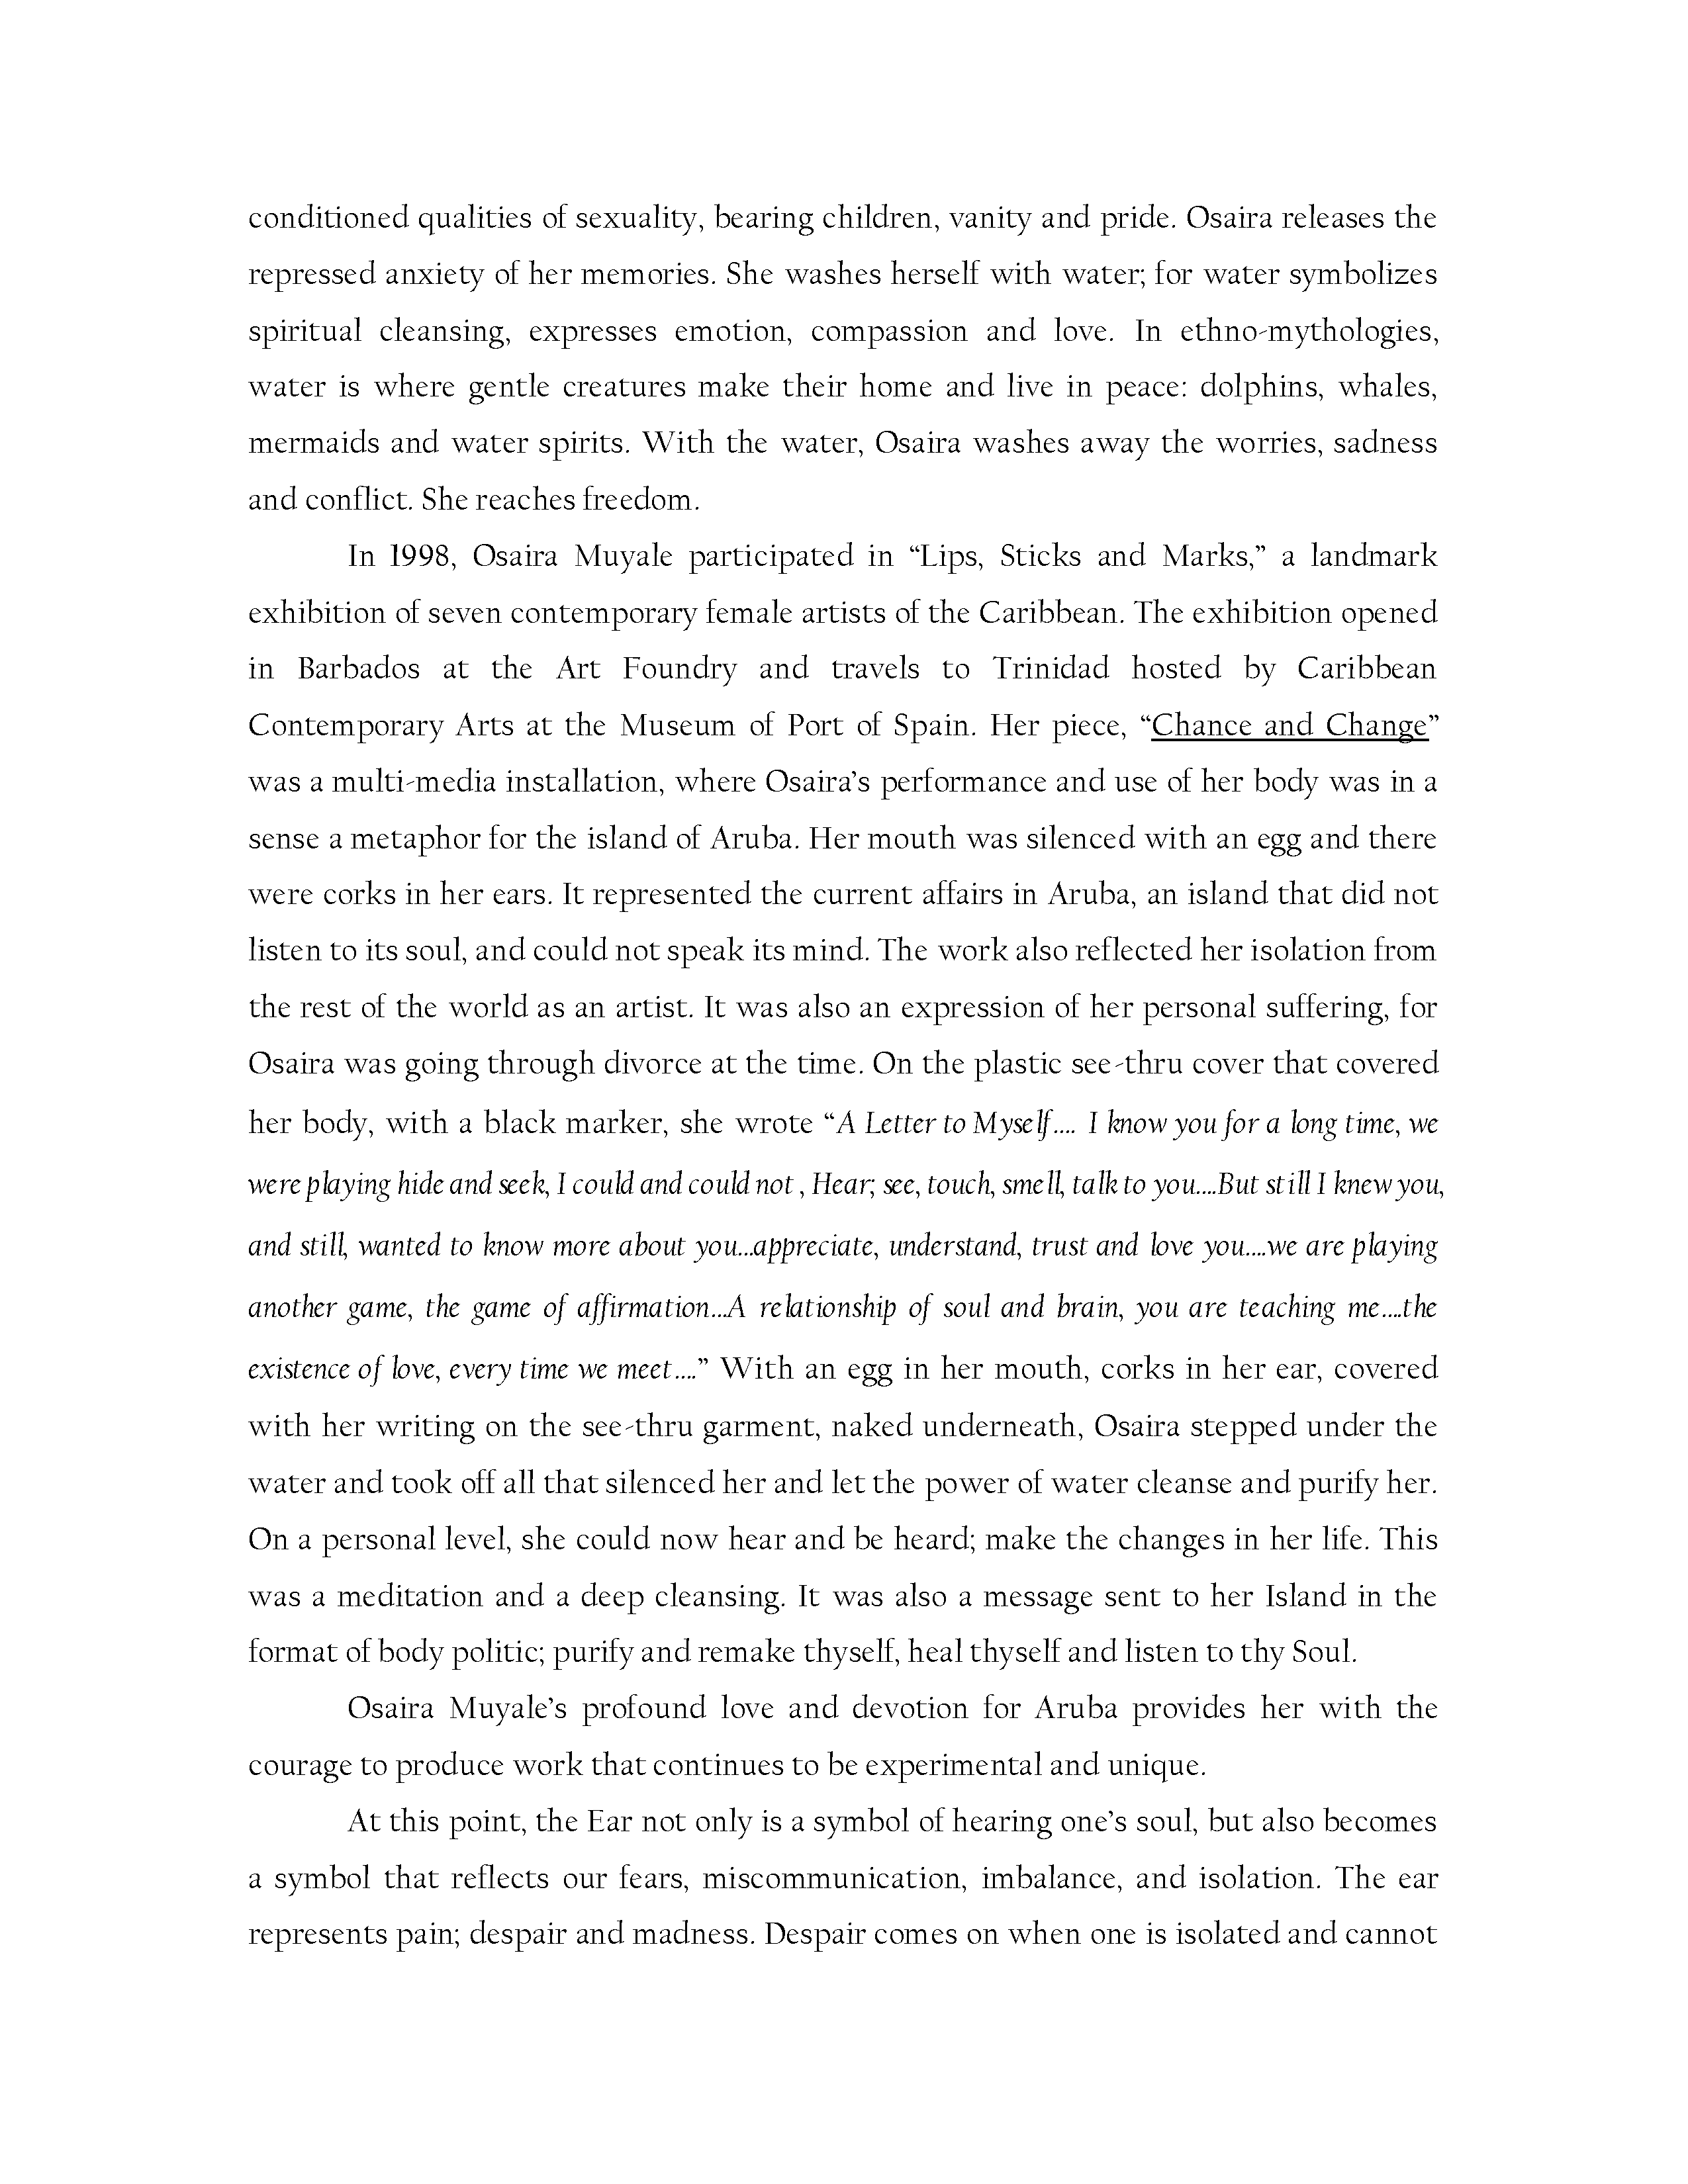 conditioned qualities of sexuality, bearing children, vanity and pride. Osaira releases the
repressed anxiety of her memories. She washes herself with water; for water symbolizes
spiritual cleansing, expresses emotion, compassion and love. In ethno-mythologies,
water is where gentle creatures make their home and live in peace: dolphins, whales,
mermaids and water spirits. With the water, Osaira washes away the worries, sadness
and conflict. She reaches freedom.
In 1998, Osaira Muyale participated in “Lips, Sticks and Marks,” a landmark
exhibition of seven contemporary female artists of the Caribbean. The exhibition opened
in Barbados at the Art Foundry and travels to Trinidad hosted by Caribbean
Contemporary Arts at the Museum of Port of Spain. Her piece, “Chance and Change”
was a multi-media installation, where Osaira’s performance and use of her body was in a
sense a metaphor for the island of Aruba. Her mouth was silenced with an egg and there
were corks in her ears. It represented the current affairs in Aruba, an island that did not
listen to its soul, and could not speak its mind. The work also reflected her isolation from
the rest of the world as an artist. It was also an expression of her personal suffering, for
Osaira was going through divorce at the time. On the plastic see-thru cover that covered
her body, with a black marker, she wrote “A Letter to Myself.... I know you for a long time, we
were playing hide and seek, I could and could not , Hear; see, touch, smell, talk to you....But still I knew you,
and still, wanted to know more about you...appreciate, understand, trust and love you....we are playing
another game, the game of affirmation...A relationship of soul and brain, you are teaching me....the
existence of love, every time we meet....” With an egg in her mouth, corks in her ear, covered
with her writing on the see-thru garment, naked underneath, Osaira stepped under the
water and took off all that silenced her and let the power of water cleanse and purify her.
On a personal level, she could now hear and be heard; make the changes in her life. This
was a meditation and a deep cleansing. It was also a message sent to her Island in the
format of body politic; purify and remake thyself, heal thyself and listen to thy Soul.
Osaira Muyale’s profound love and devotion for Aruba provides her with the
courage to produce work that continues to be experimental and unique.
At this point, the Ear not only is a symbol of hearing one’s soul, but also becomes
a symbol that reflects our fears, miscommunication, imbalance, and isolation. The ear
represents pain; despair and madness. Despair comes on when one is isolated and cannot